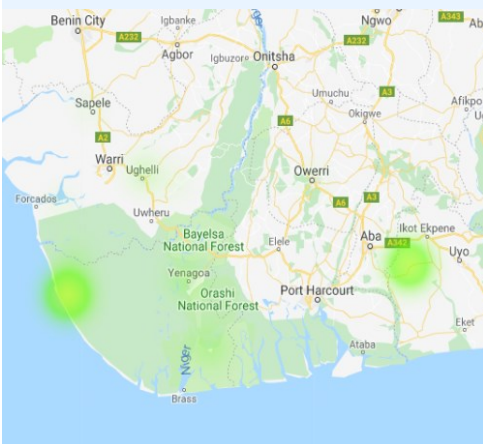 Benin City
Igbanke
A232
Agbor
Igbuzor
Onitsha
Niger
Ngwo
A343
A232
Umuchu
A3
Okigwe
Afikpo
Sapele
A2
A6
Warri
Ughelli
Owerri
Forcados
Uwheru
A6
A3
Bayelsa
National Forest
Elele
Aba
A342
Ikot Ekpene
Uyo
Yenagoa
Orashi
National Forest
Port Harcourt
Eket
Ataba
Niger
Brass